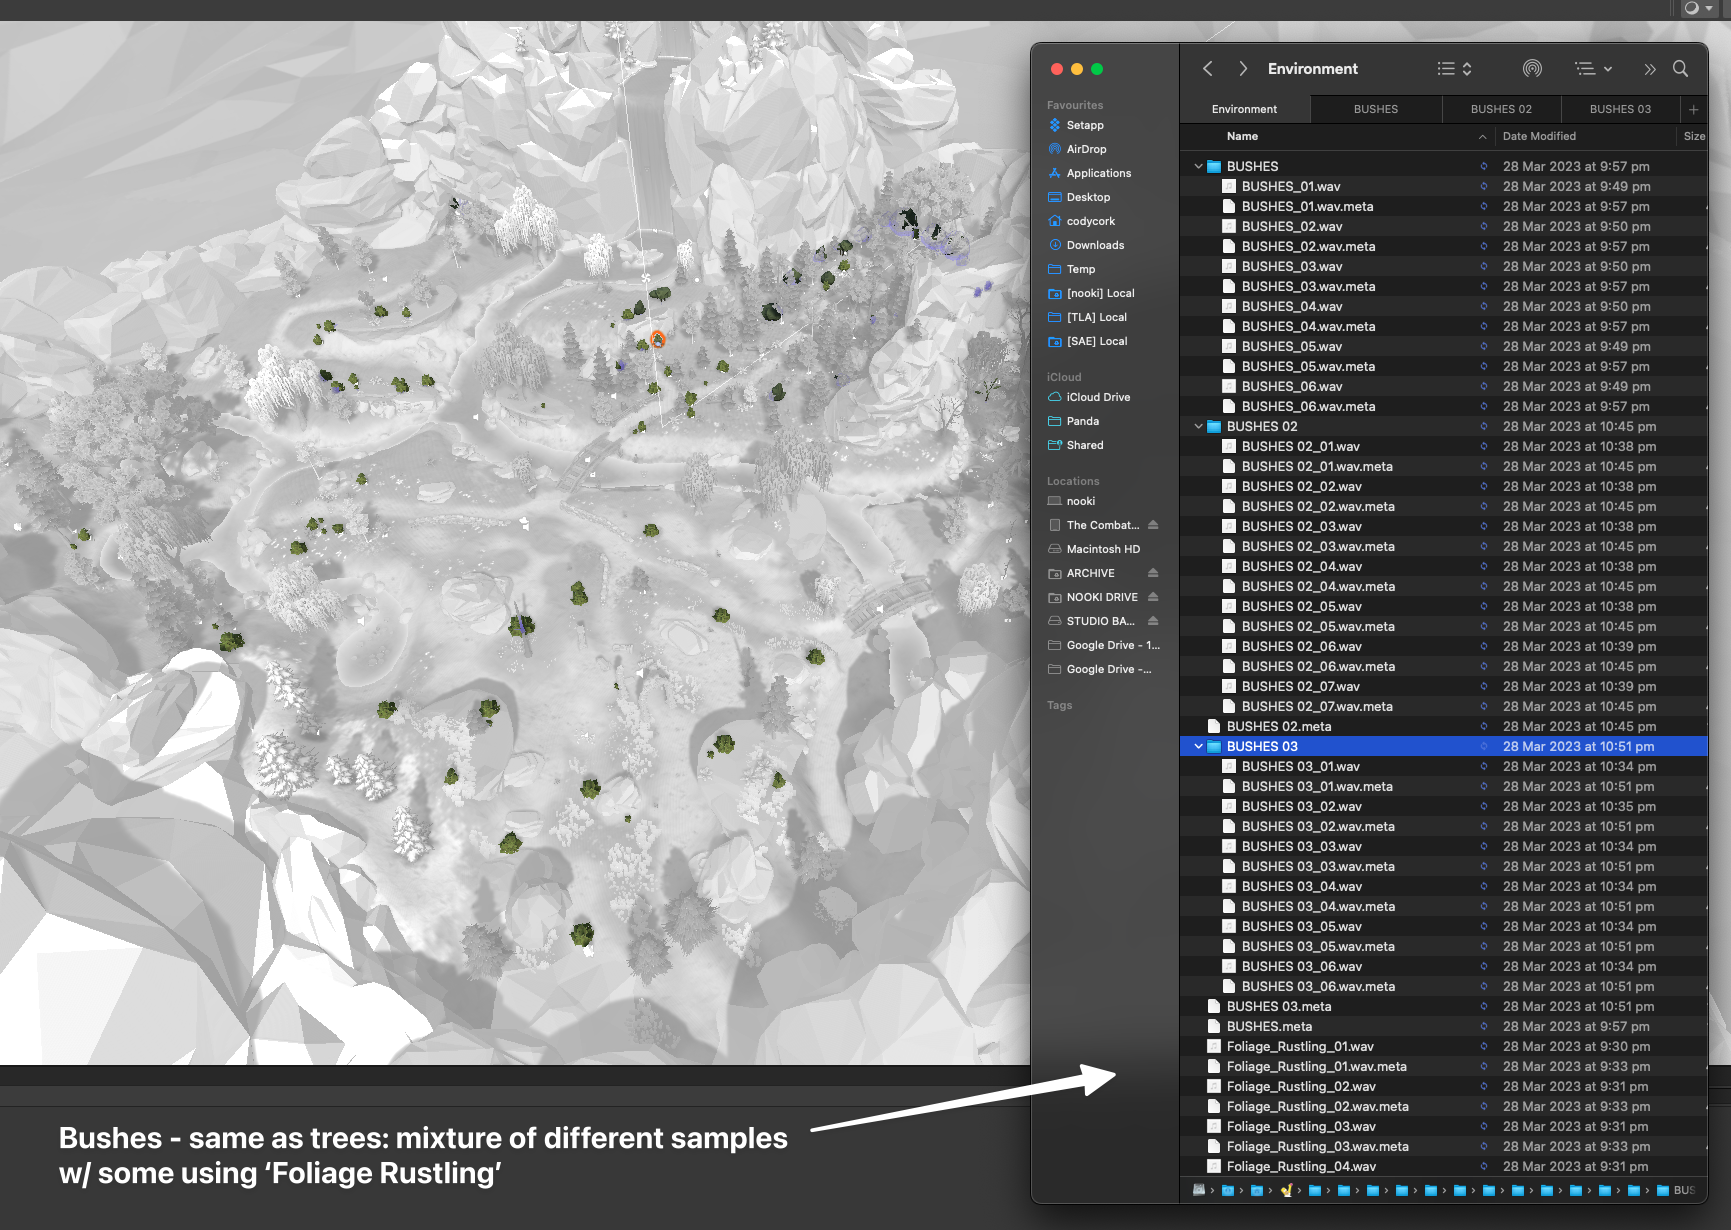 Environment
Environment
BUSHES
BUSHES 02
BUSHES 03
Name
Date Modified
Size
Favourites
Setapp
AirDrop
Applications
Desktop
codycork
Downloads
Temp
[nooki] Local
[TLA] Local
[SAE] Local
iCloud
iCloud Drive
Panda
Shared
Locations
nooki
The Combat...
Macintosh HD
ARCHIVE
NOOKI DRIVE
STUDIO BA...
Google Drive - 1...
Google Drive -...
Tags
BUSHES 28 Mar 2023 at 9:57 pm
BUSHES_01.wav 28 Mar 2023 at 9:49 pm
BUSHES_01.wav.meta 28 Mar 2023 at 9:57 pm
BUSHES_02.wav 28 Mar 2023 at 9:50 pm
BUSHES_02.wav.meta 28 Mar 2023 at 9:57 pm
BUSHES_03.wav 28 Mar 2023 at 9:50 pm
BUSHES_03.wav.meta 28 Mar 2023 at 9:57 pm
BUSHES_04.wav 28 Mar 2023 at 9:50 pm
BUSHES_04.wav.meta 28 Mar 2023 at 9:57 pm
BUSHES_05.wav 28 Mar 2023 at 9:49 pm
BUSHES_05.wav.meta 28 Mar 2023 at 9:57 pm
BUSHES_06.wav 28 Mar 2023 at 9:49 pm
BUSHES_06.wav.meta 28 Mar 2023 at 9:57 pm
BUSHES 02 28 Mar 2023 at 10:45 pm
BUSHES 02_01.wav 28 Mar 2023 at 10:38 pm
BUSHES 02_01.wav.meta 28 Mar 2023 at 10:45 pm
BUSHES 02_02.wav 28 Mar 2023 at 10:38 pm
BUSHES 02_02.wav.meta 28 Mar 2023 at 10:45 pm
BUSHES 02_03.wav 28 Mar 2023 at 10:38 pm
BUSHES 02_03.wav.meta 28 Mar 2023 at 10:45 pm
BUSHES 02_04.wav 28 Mar 2023 at 10:38 pm
BUSHES 02_04.wav.meta 28 Mar 2023 at 10:45 pm
BUSHES 02_05.wav 28 Mar 2023 at 10:38 pm
BUSHES 02_05.wav.meta 28 Mar 2023 at 10:45 pm
BUSHES 02_06.wav 28 Mar 2023 at 10:39 pm
BUSHES 02_06.wav.meta 28 Mar 2023 at 10:45 pm
BUSHES 02_07.wav 28 Mar 2023 at 10:39 pm
BUSHES 02_07.wav.meta 28 Mar 2023 at 10:45 pm
BUSHES 02.meta 28 Mar 2023 at 10:45 pm
BUSHES 03 28 Mar 2023 at 10:51 pm
BUSHES 03_01.wav 28 Mar 2023 at 10:34 pm
BUSHES 03_01.wav.meta 28 Mar 2023 at 10:51 pm
BUSHES 03_02.wav 28 Mar 2023 at 10:35 pm
BUSHES 03_02.wav.meta 28 Mar 2023 at 10:51 pm
BUSHES 03_03.wav 28 Mar 2023 at 10:34 pm
BUSHES 03_03.wav.meta 28 Mar 2023 at 10:51 pm
BUSHES 03_04.wav 28 Mar 2023 at 10:34 pm
BUSHES 03_04.wav.meta 28 Mar 2023 at 10:51 pm
BUSHES 03_05.wav 28 Mar 2023 at 10:34 pm
BUSHES 03_05.wav.meta 28 Mar 2023 at 10:51 pm
BUSHES 03_06.wav 28 Mar 2023 at 10:34 pm
BUSHES 03_06.wav.meta 28 Mar 2023 at 10:51 pm
BUSHES 03.meta 28 Mar 2023 at 10:51 pm
BUSHES.meta 28 Mar 2023 at 9:57 pm
Foliage_Rustling_01.wav 28 Mar 2023 at 9:30 pm
Foliage_Rustling_01.wav.meta 28 Mar 2023 at 9:33 pm
Foliage_Rustling_02.wav 28 Mar 2023 at 9:31 pm
Foliage_Rustling_02.wav.meta 28 Mar 2023 at 9:33 pm
Foliage_Rustling_03.wav 28 Mar 2023 at 9:31 pm
Foliage_Rustling_03.wav.meta 28 Mar 2023 at 9:33 pm
Foliage_Rustling_04.wav 28 Mar 2023 at 9:31 pm
BUS
Bushes - same as trees: mixture of different samples
w/ some using ‘Foliage Rustling’